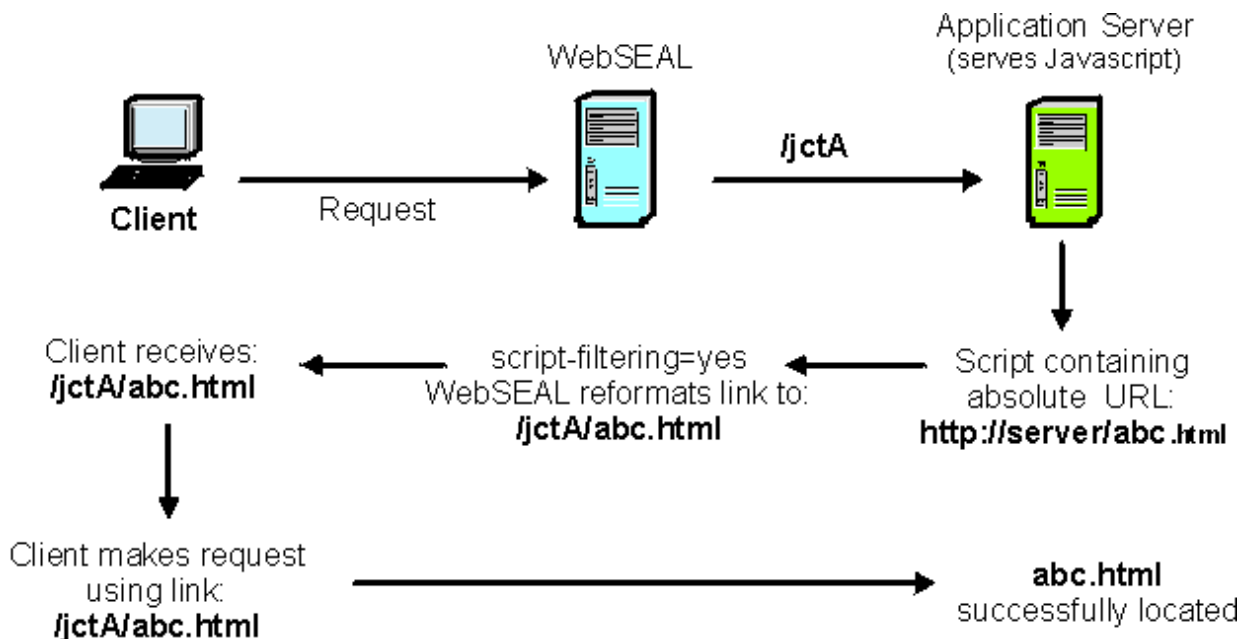 Application Server
(serves Javascript)
WebSEAL
/jctA
Request
Client
Client receives:
/jctA/abc.html
script-filtering=yes
WebSEAL reformats link to:
/jctA/abc.html
Script containing
absolute URL:
http://server/abc.html
Client makes request
using link:
/jctA/abc.html
abc.html
successfully located